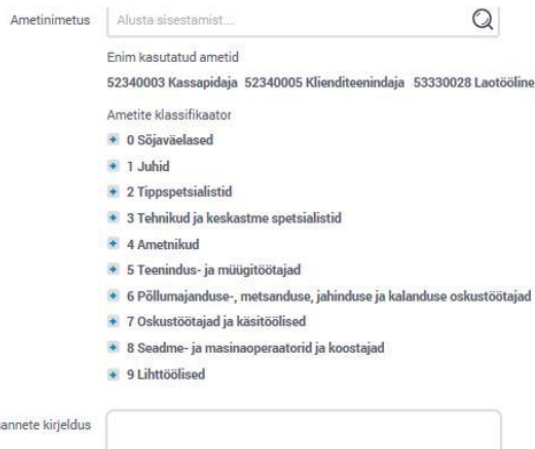 Ametinimetus Alusta sisestamist...
Enim kasutatud ametid
52340003 Kassapidaja 52340005 Klienditeenindaja 53330028 Laotööline
Ametite klassifikaator
0 Sõjaväelased
1 Juhid
2 Tippspetsialistid
3 Tehnikud ja keskastme spetsialistid
4 Ametnikud
5 Teenindus- ja müügitöötajad
6 Põllumajanduse-, metsanduse, jahinduse ja kalanduse oskustöötajad
7 Oskustöötajad ja käsitöölised
8 Seadme- ja masinaoperaatorid ja koostajad
9 Lihttöölised
kirjeldus